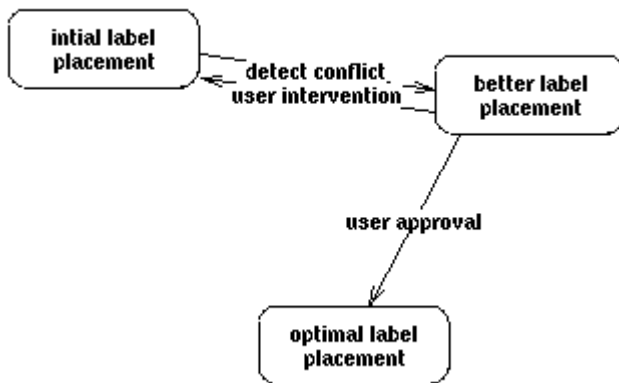 intial label
placement
detect conflict
user intervention
better label
placement
user approval
optimal label
placement